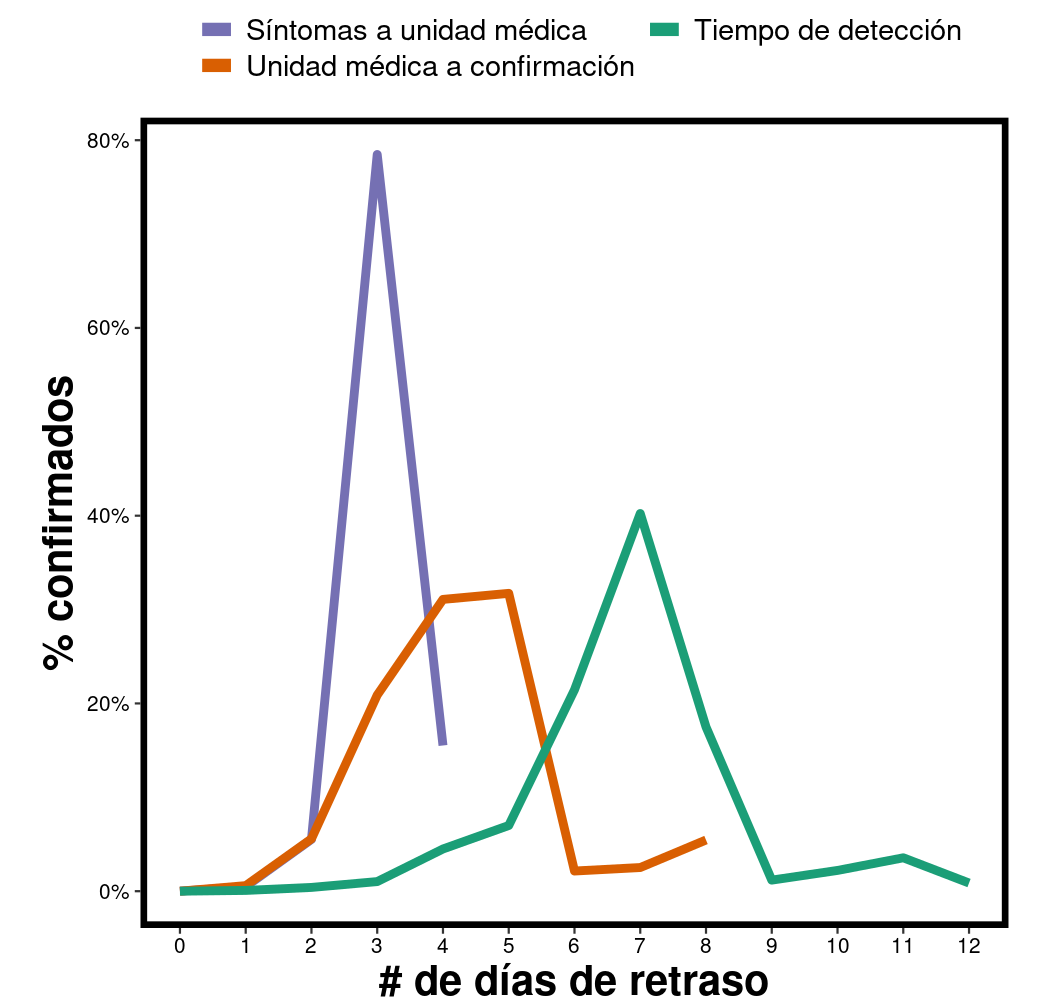 Síntomas a unidad médica
Tiempo de detección
Unidad médica a confirmación
80%
60%
40%
20%
0%
% confirmados
0 1 2 3 4 5 6 7 8 9 10 11 12
# de días de retraso